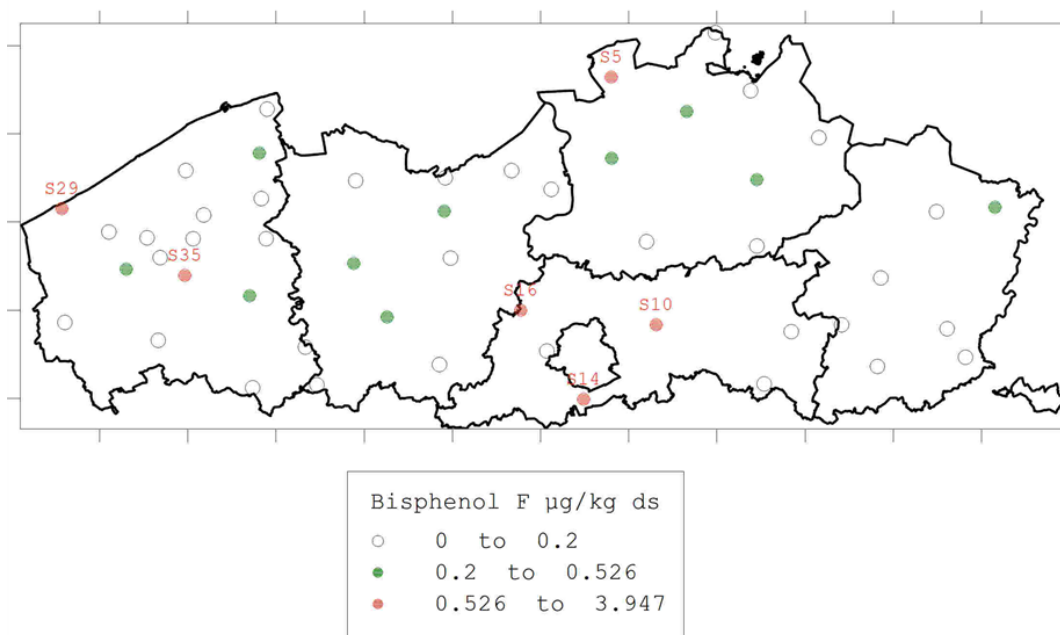 S5
S29
S35
S16
S10
S14
Bisphenol F µg/kg ds
0 to 0.2
0.2 to 0.526
0.526 to 3.947